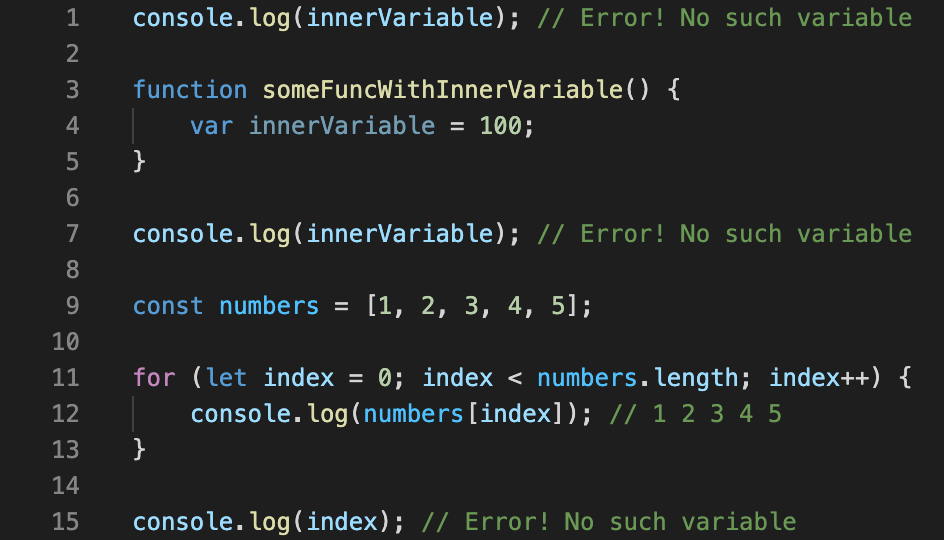 1 console.log(innerVariable); // Error! No such variable
2
3 function someFuncWithInnerVariable() {
4     var innerVariable = 100;
5 }
6
7 console.log(innerVariable); // Error! No such variable
8
9 const numbers = [1, 2, 3, 4, 5];
10
11 for (let index = 0; index < numbers.length; index++) {
12     console.log(numbers[index]); // 1 2 3 4 5
13 }
14
15 console.log(index); // Error! No such variable